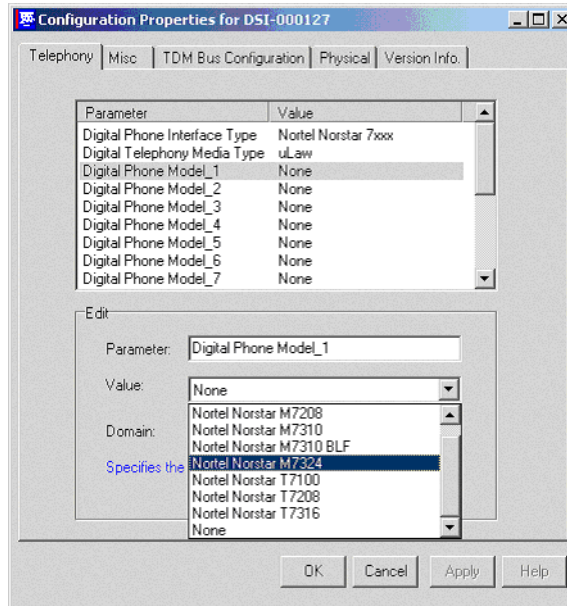 Configuration Properties for DSI-000127
Telephony Misc TDM Bus Configuration Physical Version Info.
Parameter Value
Digital Phone Interface Type Nortel Norstar 7xxx
Digital Telephony Media Type uLaw
Digital Phone Model_1 None
Digital Phone Model_2 None
Digital Phone Model_3 None
Digital Phone Model_4 None
Digital Phone Model_5 None
Digital Phone Model_6 None
Digital Phone Model_7 None
Edit
Parameter: Digital Phone Model_1
Value: None
Nortel Norstar M7208
Nortel Norstar M7310
Domain: Nortel Norstar M7310 BLF
Specifies the Nortel Norstar M7324
Nortel Norstar T7100
Nortel Norstar T7208
Nortel Norstar T7316
None
OK Cancel Apply Help